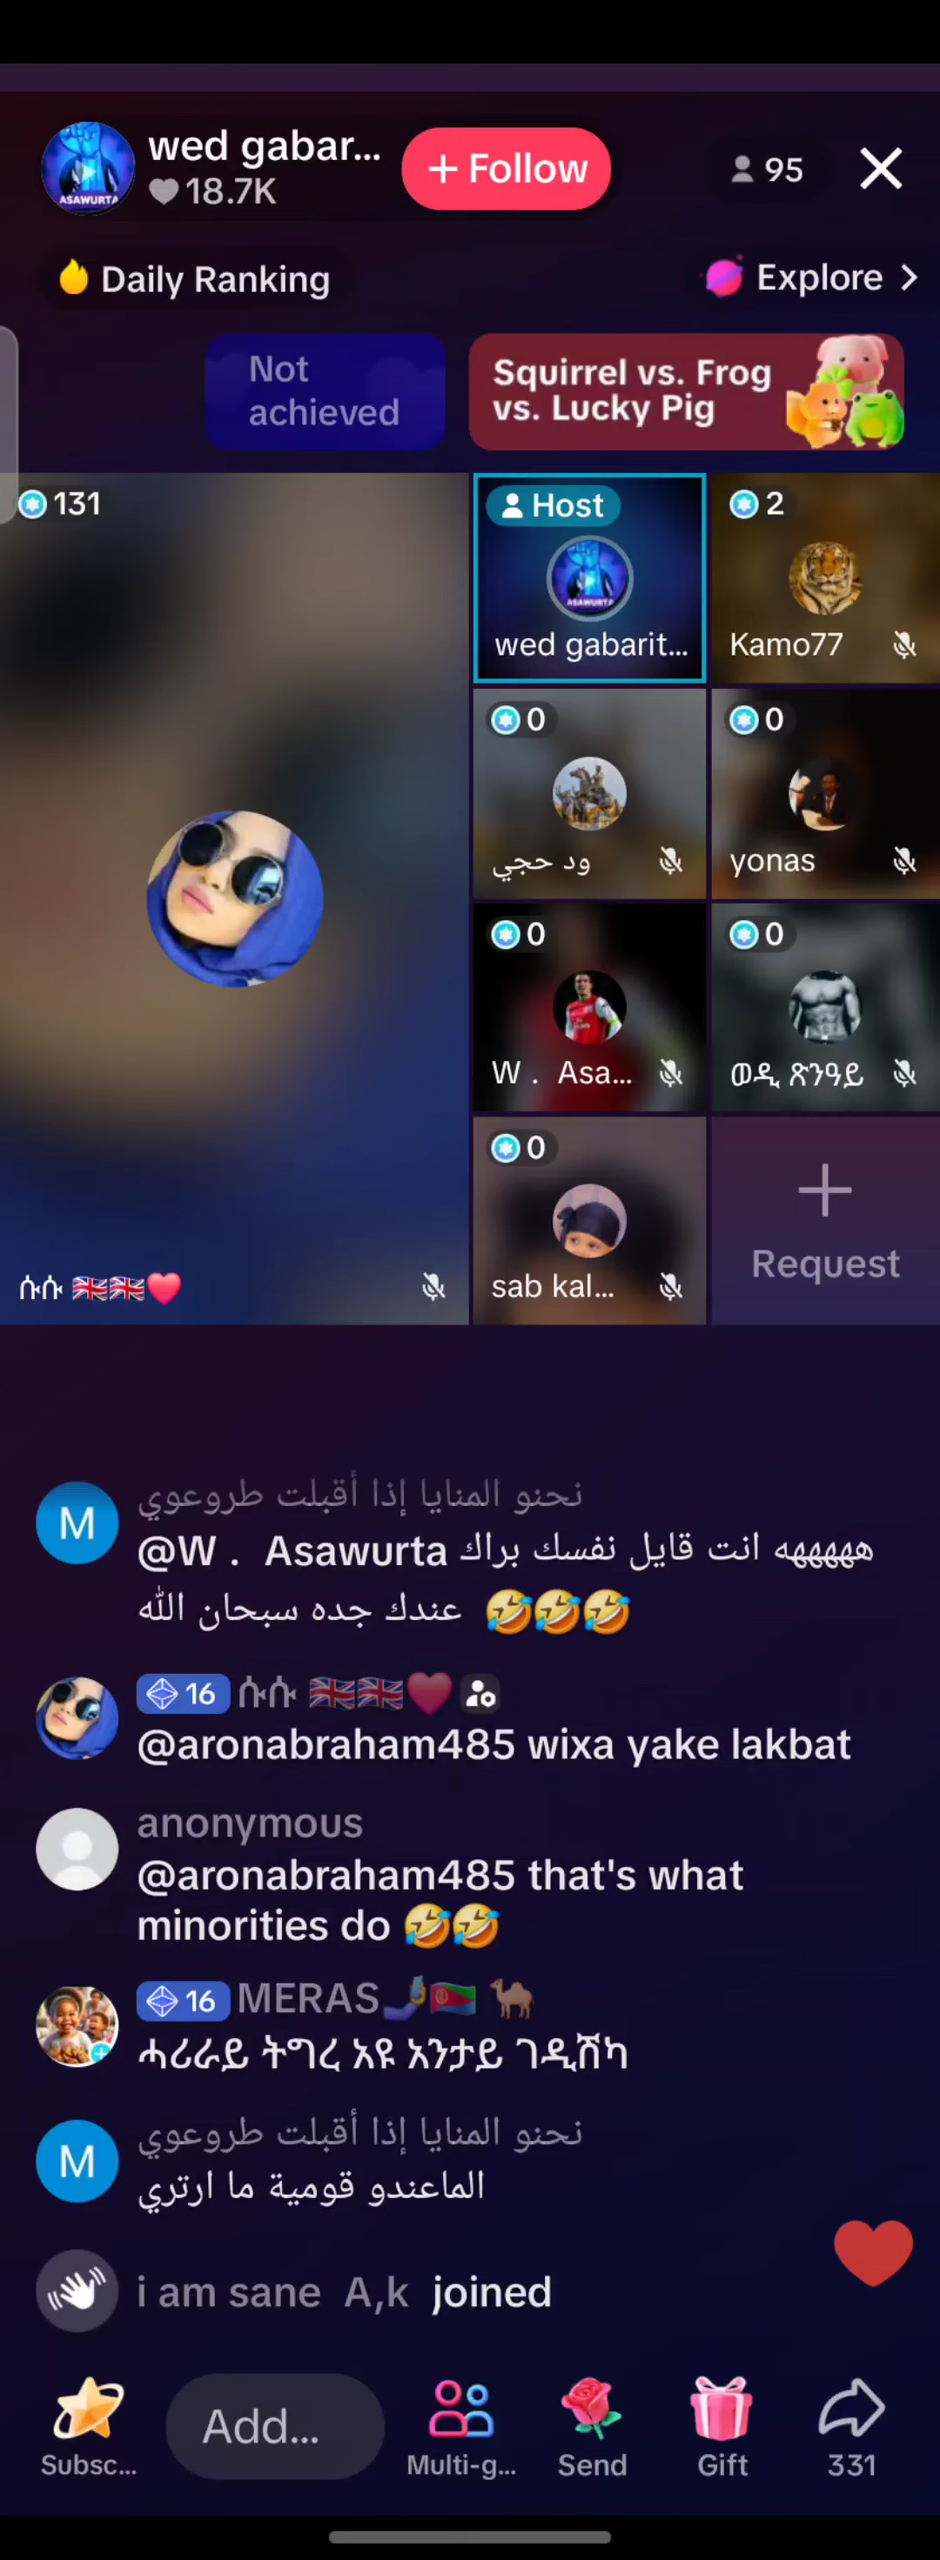 wed gabar...
18.7K
+ Follow
95
Daily Ranking
Explore >
Not
achieved
Squirrel vs. Frog
vs. Lucky Pig
131
Host
ASAWURTA
wed gabarit...
2
Kamo77
0
ود حجي
0
yonas
0
W . Asa...
0
ወዲ ጽንዓይ
0
sab kal...
Request
ሱሱ 🇬🇧🇬🇧❤️
M
نحنو المنايا إذا أقبلت طروعوي
@W . Asawurta هههههه انت قايل نفسك براك
عندك جده سبحان الله 🤣🤣🤣
16 ሱሱ 🇬🇧🇬🇧❤️
@aronabraham485 wixa yake lakbat
anonymous
@aronabraham485 that's what
minorities do 🤣🤣
16 MERAS🤳🇪🇷 🐪
ሓሪራይ ትግረ እዩ እንታይ ገዲሽካ
M
نحنو المنايا إذا أقبلت طروعوي
الماعندو قومية ما ارتري
i am sane A,k joined
Subsc...
Add...
Multi-g...
Send
Gift
331